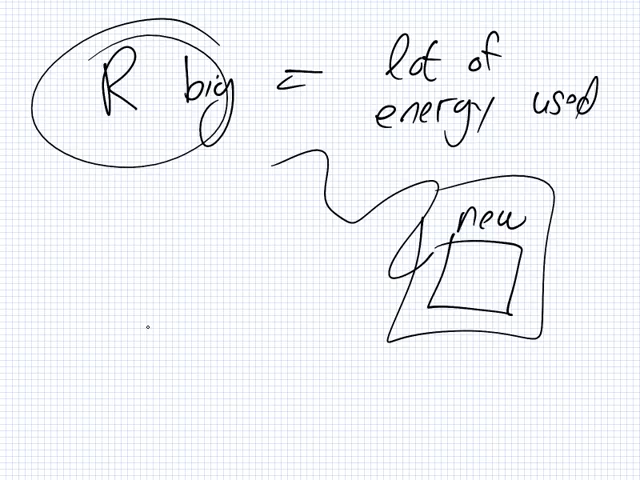 R big = lot of
energy used
new